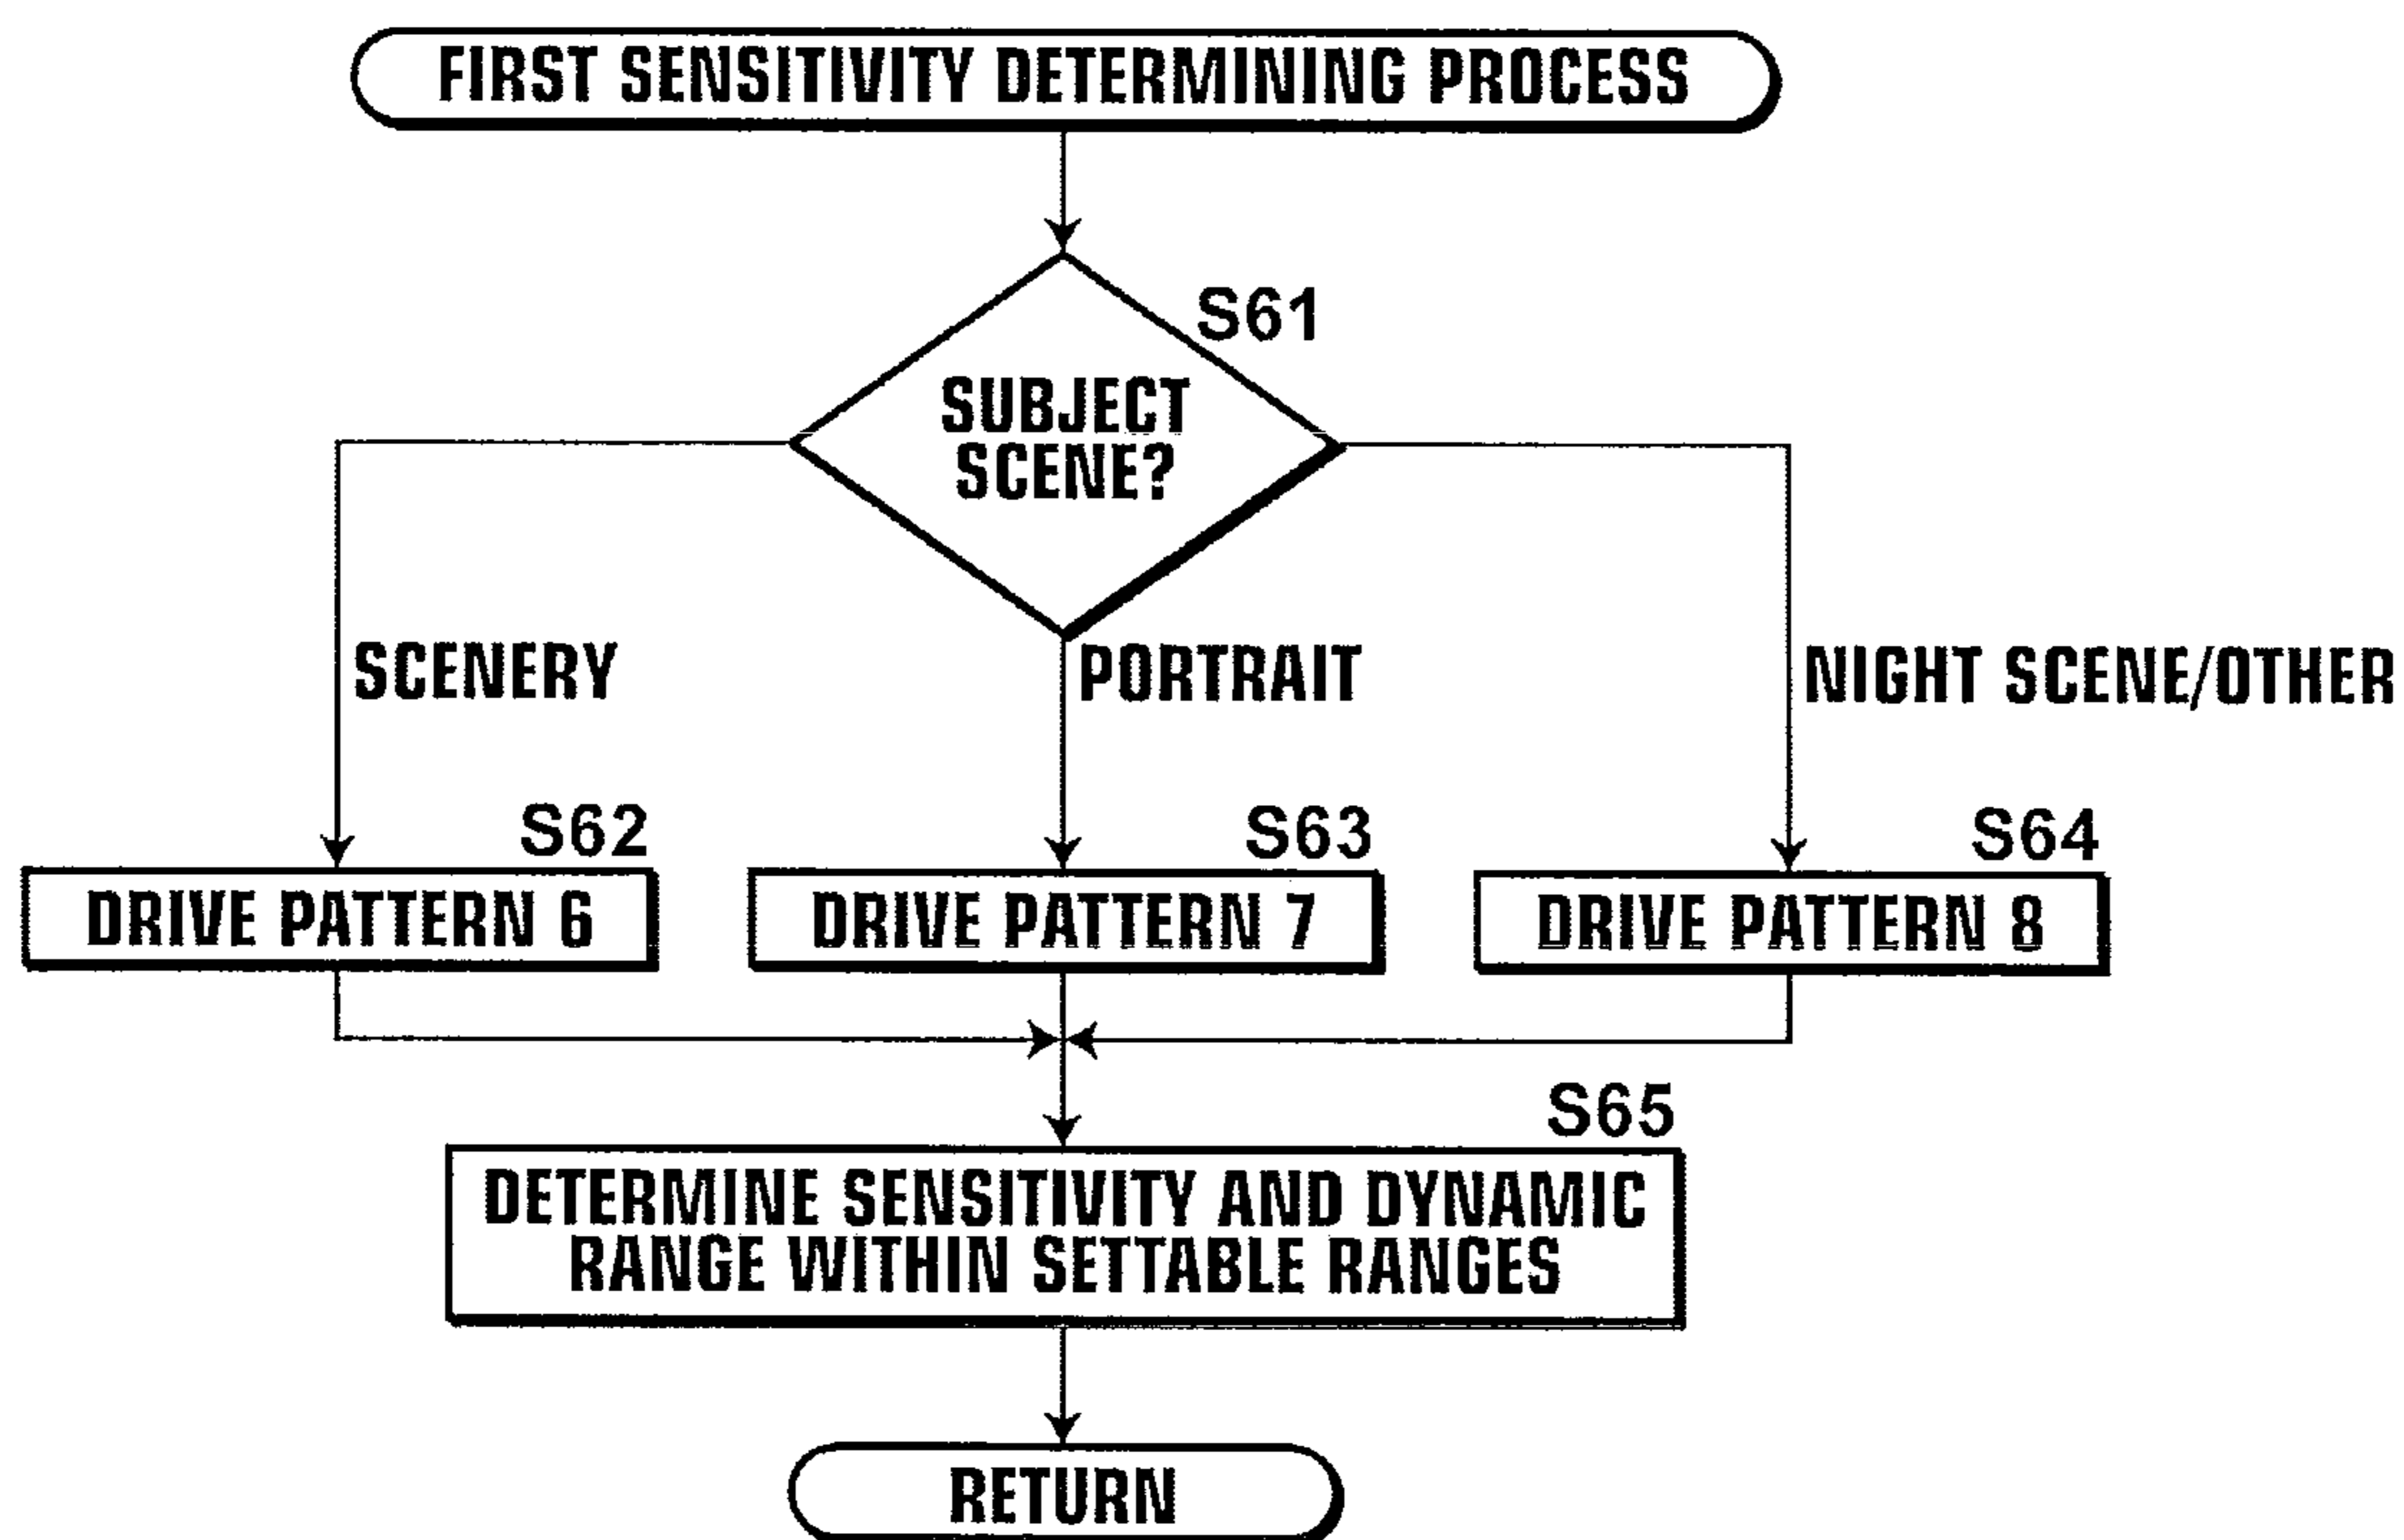 FIRST SENSITIVITY DETERMINING PROCESS
S61
SUBJECT
SCENE?
SCENERY
PORTRAIT
NIGHT SCENE/OTHER
S62
S63
S64
DRIVE PATTERN 6
DRIVE PATTERN 7
DRIVE PATTERN 8
S65
DETERMINE SENSITIVITY AND DYNAMIC
RANGE WITHIN SETTABLE RANGES
RETURN